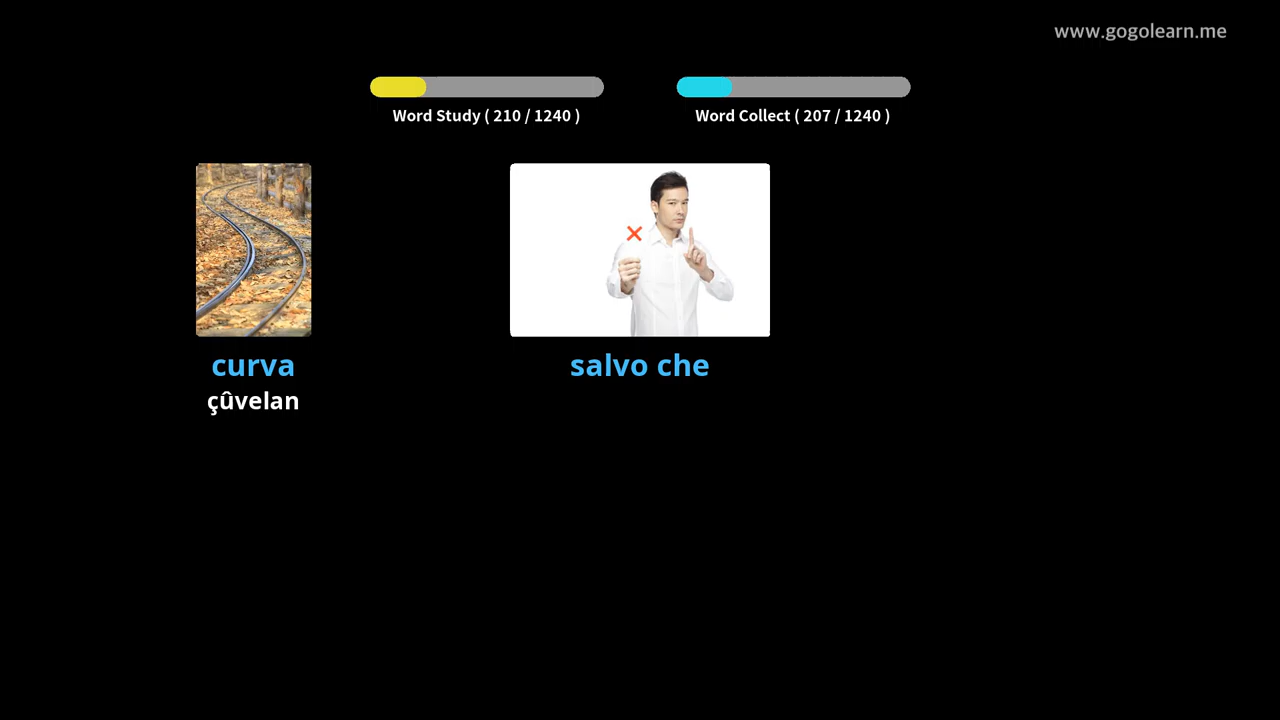 www.gogolearn.me
Word Study ( 210 / 1240 )
Word Collect ( 207 / 1240 )
curva
salvo che
çûvelan